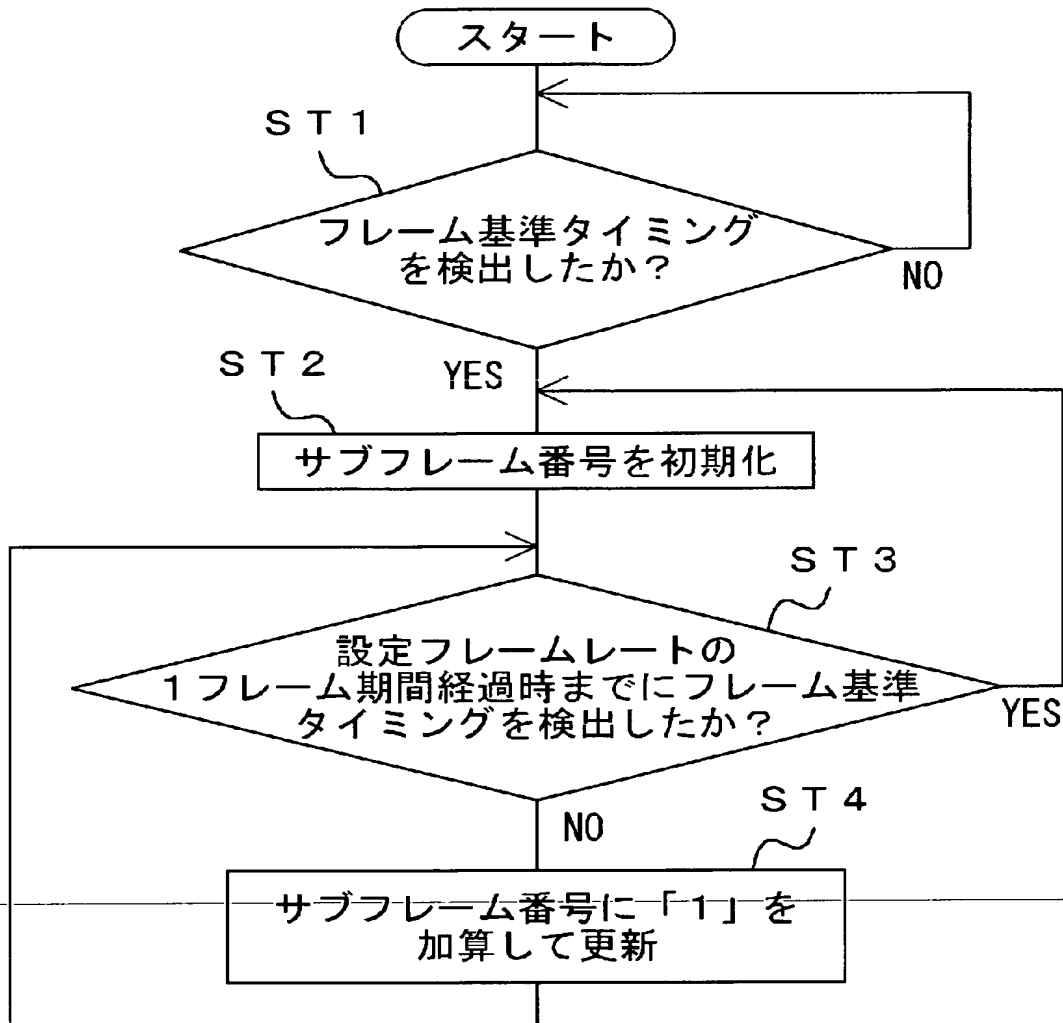 スタート
ST1
フレーム基準タイミング
を検出したか？
NO
ST2
YES
サブフレーム番号を初期化
ST3
設定フレームレートの
１フレーム期間経過時までにフレーム基準
タイミングを検出したか？
YES
NO
ST4
サブフレーム番号に「１」を
加算して更新